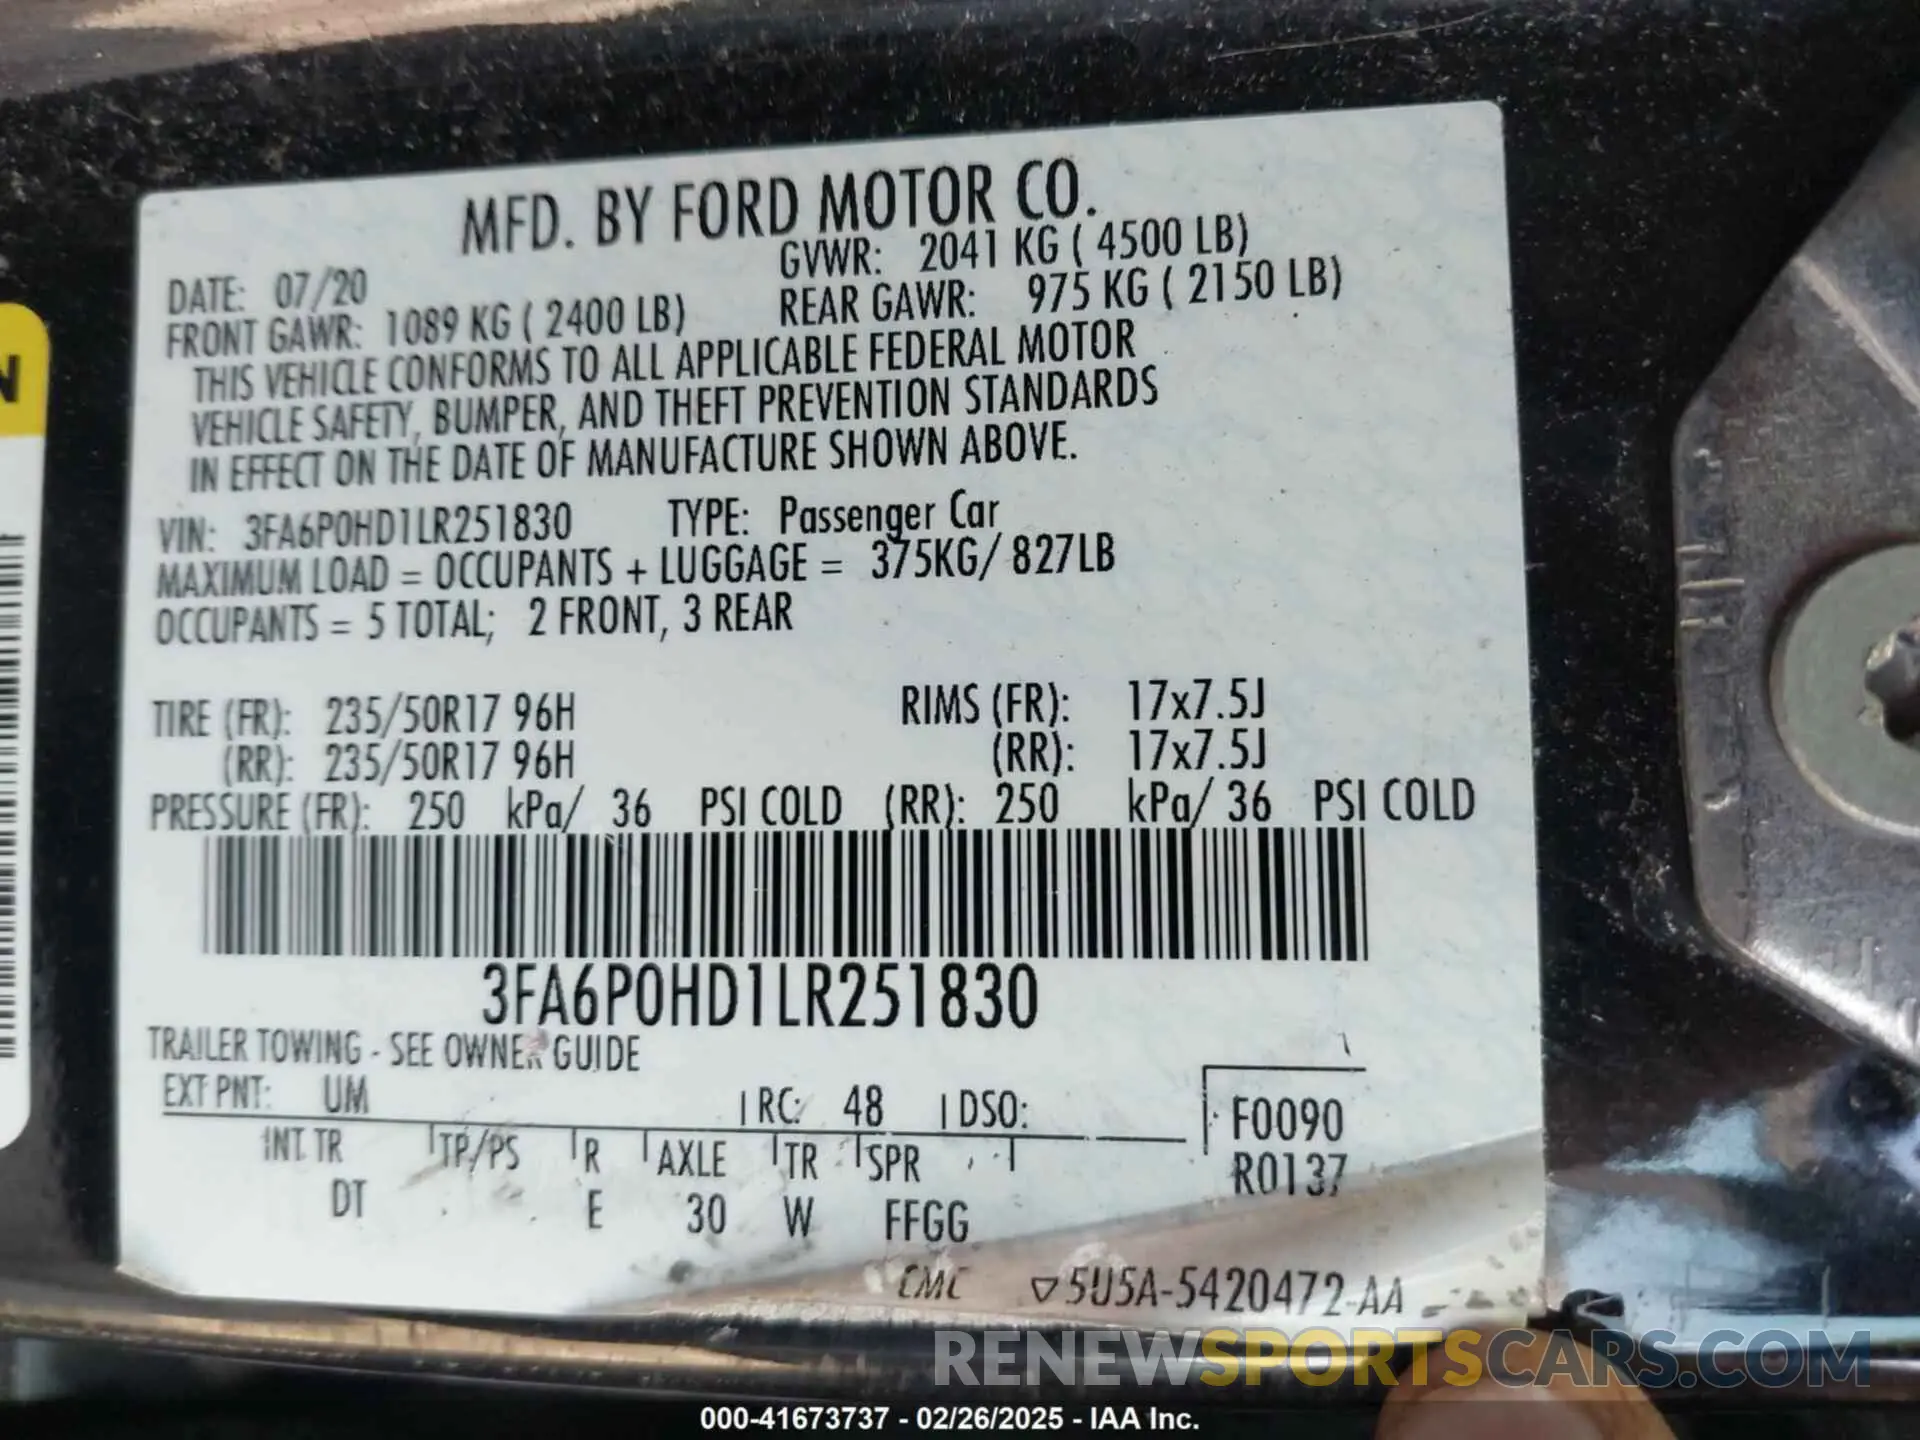 MFD. BY FORD MOTOR CO.
DATE: 07/20 GVWR: 2041 KG ( 4500 LB)
FRONT GAWR: 1089 KG ( 2400 LB) REAR GAWR: 975 KG ( 2150 LB)
THIS VEHICLE CONFORMS TO ALL APPLICABLE FEDERAL MOTOR
VEHICLE SAFETY, BUMPER, AND THEFT PREVENTION STANDARDS
IN EFFECT ON THE DATE OF MANUFACTURE SHOWN ABOVE.
VIN: 3FA6P0HD1LR251830 TYPE: Passenger Car
MAXIMUM LOAD = OCCUPANTS + LUGGAGE = 375KG/ 827LB
OCCUPANTS = 5 TOTAL; 2 FRONT, 3 REAR
TIRE (FR): 235/50R17 96H RIMS (FR): 17x7.5J
(RR): 235/50R17 96H (RR): 17x7.5J
PRESSURE (FR): 250 kPa/ 36 PSI COLD (RR): 250 kPa/ 36 PSI COLD
3FA6P0HD1LR251830
TRAILER TOWING - SEE OWNER GUIDE
EXT PNT: UM RC: 48 DSO:
F0090
INT TR TP/PS R AXLE TR SPR
R0137
DT E 30 W FFGG
CMC ▽5U5A-5420472-AA
N
RENEWSPORTSCARS.COM
000-41673737 - 02/26/2025 - IAA Inc.